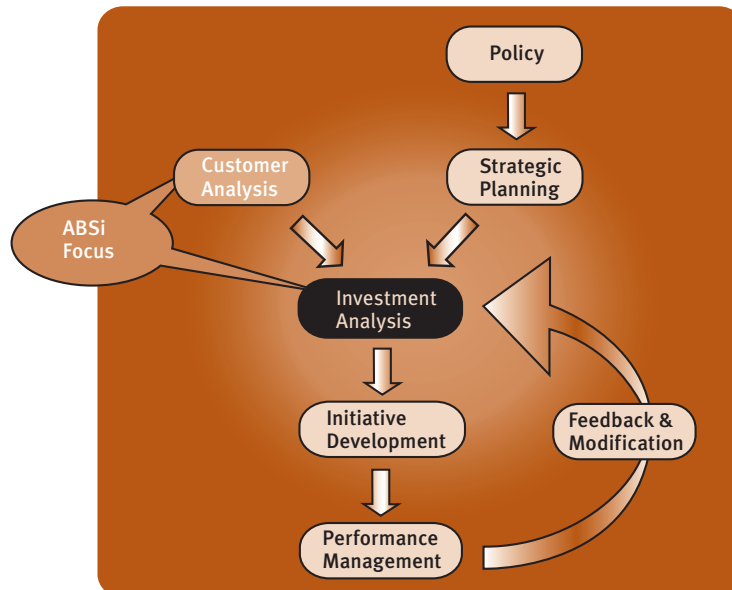 Policy
Customer
Analysis
Strategic
Planning
ABSi
Focus
Investment
Analysis
Initiative
Development
Feedback &
Modification
Performance
Management